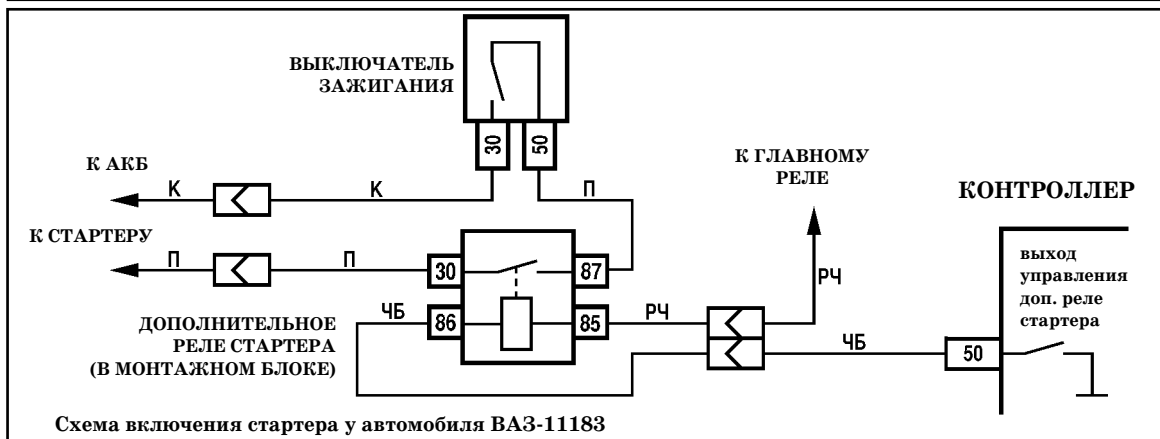 ВЫКЛЮЧАТЕЛЬ
ЗАЖИГАНИЯ
30
50
К АКБ
К
К
П
К ГЛАВНОМУ
РЕЛЕ
КОНТРОЛЛЕР
К СТАРТЕРУ
П
П
30
87
РЧ
выход
управления
доп. реле
стартера
ДОПОЛНИТЕЛЬНОЕ
РЕЛЕ СТАРТЕРА
(В МОНТАЖНОМ БЛОКЕ)
ЧБ
86
85
РЧ
ЧБ
50
Схема включения стартера у автомобиля ВАЗ-11183